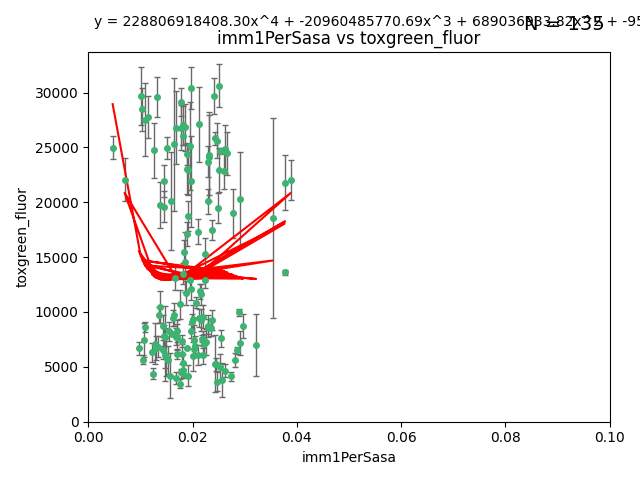 y = 228806918408.30x^4 + -20960485770.69x^3 +
N = 135
imm1PerSasa vs toxgreen_fluor
toxgreen_fluor
30000
25000
20000
15000
10000
5000
0
0.00 0.02 0.04 0.06 0.08 0.10
imm1PerSasa